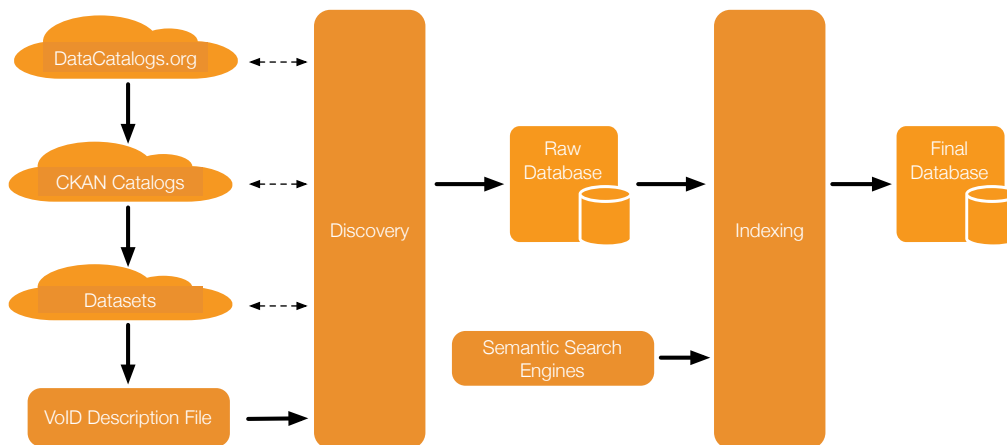 DataCatalogs.org
CKAN Catalogs
Datasets
VoID Description File
Discovery
Raw
Database
Semantic Search
Engines
Indexing
Final
Database